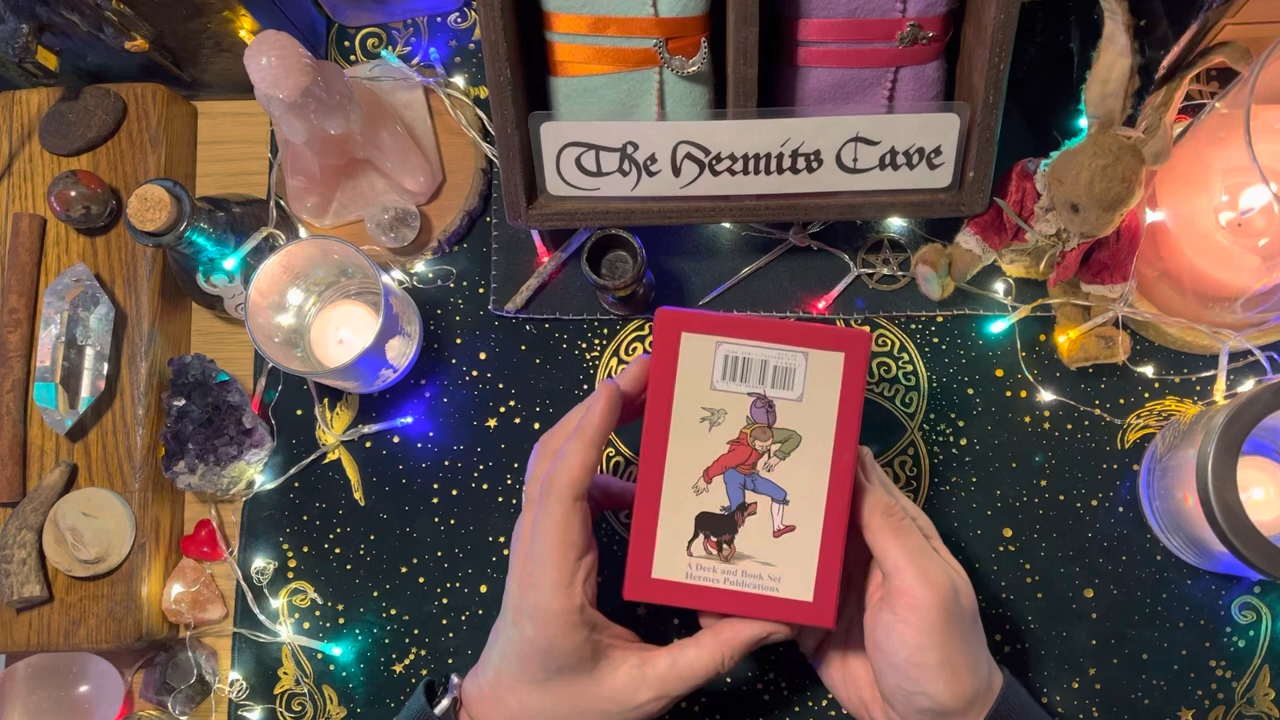 The Hermits Cave
A Deck and Book Set
Hermes Publications